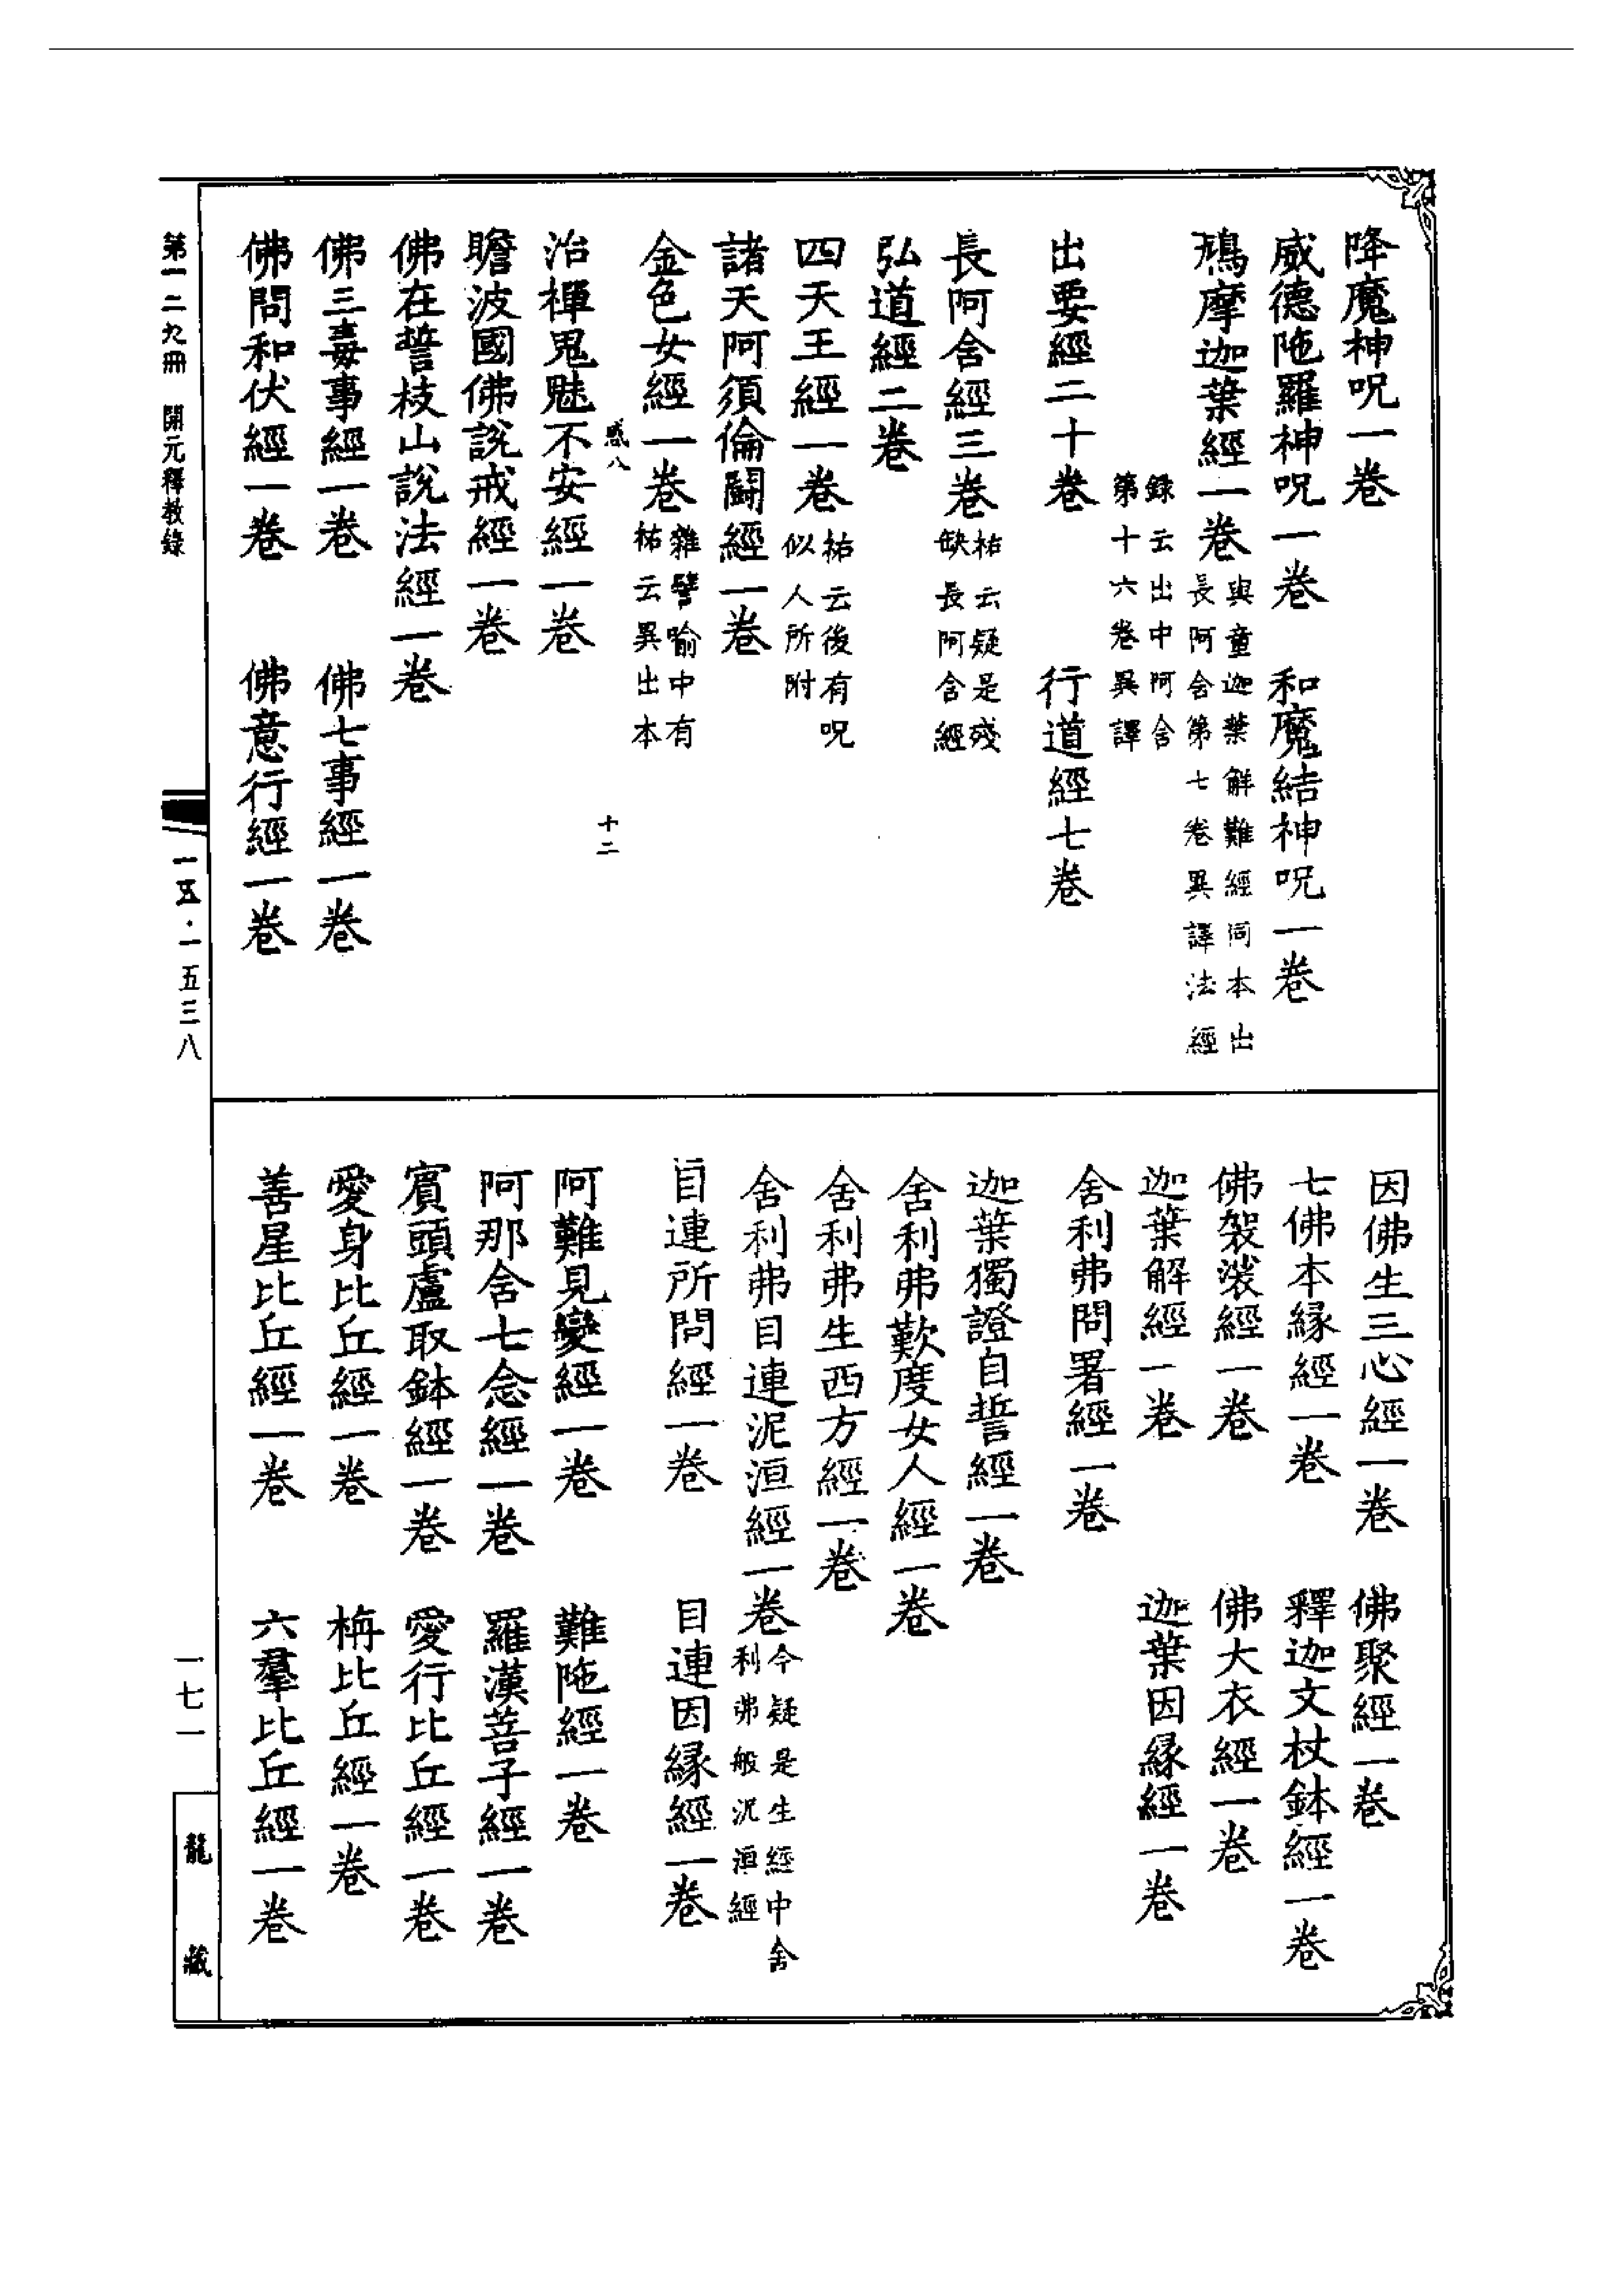 降魔神呪一卷
威德陁羅神呪一卷　和魔結神呪一卷
鴆摩迦葉經一卷
與童迦葉解難經同本出
長阿含第七卷異譯法經
錄云出中阿含
第十六卷異譯
出要經二十卷　行道經七卷
長阿含經三卷
祐云疑是殘
缺長阿含經
弘道經二卷
四天王經一卷
祐云後有呪
似人所附
諸天阿須倫鬪經一卷
金色女經一卷
雜譬喻中有
祐云異出本
感八　十二
治禪鬼魅不安經一卷
瞻波國佛說戒經一卷
佛在誓枝山說法經一卷
佛三毒事經一卷　佛七事經一卷
佛問和伏經一卷　佛意行經一卷
第一二九冊　開元釋教錄
一五·一五三八
因佛生三心經一卷　佛聚經一卷
七佛本緣經一卷　釋迦文杖鉢經一卷
佛袈裟經一卷　佛大衣經一卷
迦葉解經一卷　迦葉因緣經一卷
舍利弗問署經一卷
迦葉獨證自誓經一卷
舍利弗歎度女人經一卷
舍利弗生西方經一卷
舍利弗目連泥洹經一卷
今疑是生經中舍
利弗般泥洹經
目連所問經一卷　目連因緣經一卷
阿難見變經一卷　難陁經一卷
阿那舍七念經一卷　羅漢菩子經一卷
賓頭盧取鉢經一卷　愛行比丘經一卷
愛身比丘經一卷　栴比丘經一卷
善星比丘經一卷　六羣比丘經一卷
一七一
龍藏